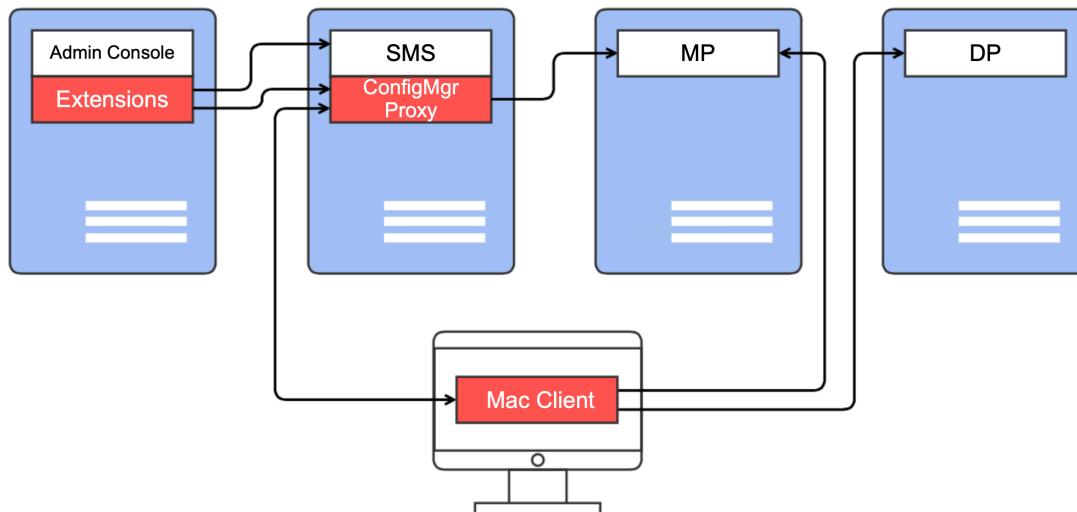 Admin Console
Extensions
SMS
ConfigMgr
Proxy
MP
DP
Mac Client